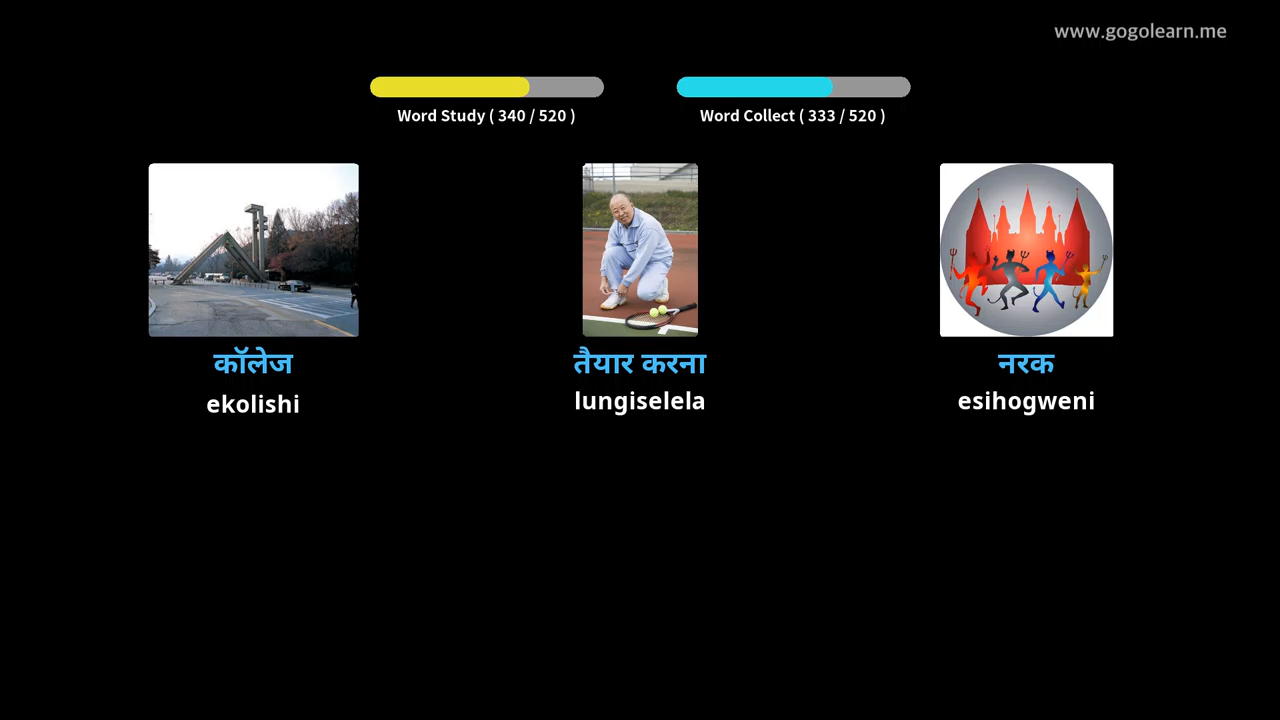 www.gogolearn.me
Word Study ( 340 / 520 )
Word Collect ( 333 / 520 )
कॉलेज
तैयार करना
नरक
ekolishi
lungiselela
esihogweni